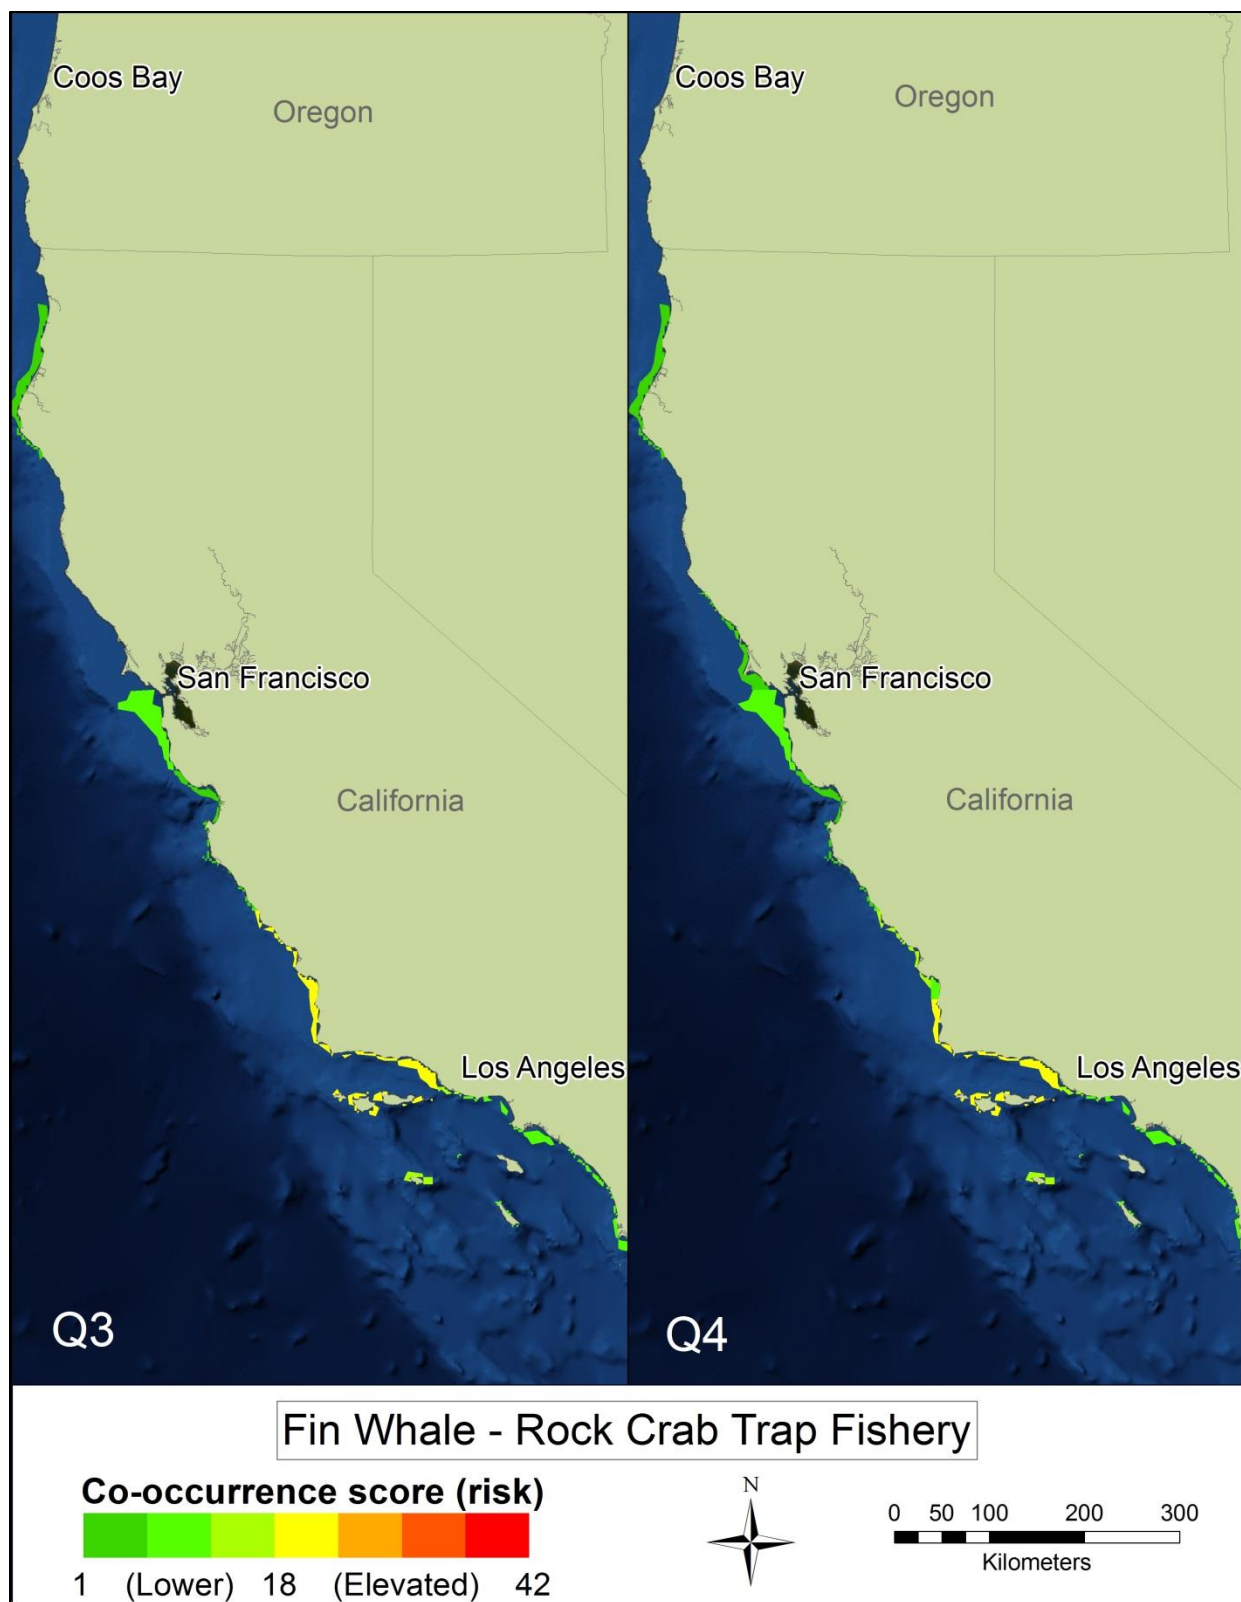 Coos Bay
Oregon
San Francisco
California
Los Angeles
Q3
Coos Bay
Oregon
San Francisco
California
Los Angeles
Q4
Fin Whale - Rock Crab Trap Fishery
Co-occurrence score (risk)
1 (Lower) 18 (Elevated) 42
N
0 50 100 200 300
Kilometers